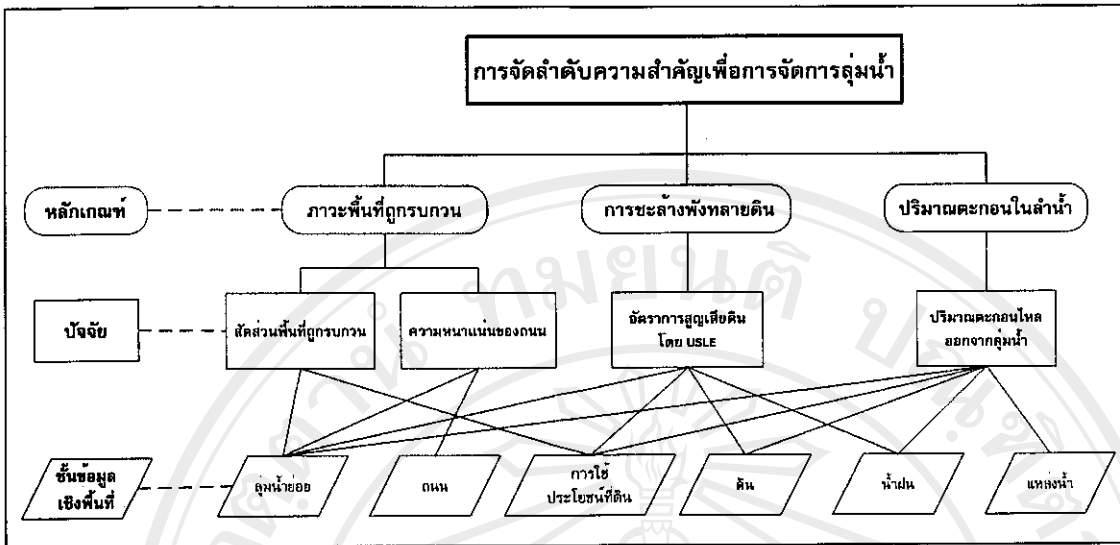 การจัดลำดับความสำคัญเพื่อการจัดการลุ่มน้ำ
หลักเกณฑ์
ภาวะพื้นที่ถูกรบกวน
การชะล้างพังทลายดิน
ปริมาณตะกอนในลำน้ำ
ปัจจัย
สัดส่วนพื้นที่ถูกรบกวน
ความหนาแน่นของถนน
อัตราการสูญเสียดิน
โดย USLE
ปริมาณตะกอนไหล
ออกจากลุ่มน้ำ
ชั้นข้อมูล
เชิงพื้นที่
ลุ่มน้ำย่อย
ถนน
การใช้
ประโยชน์ที่ดิน
ดิน
น้ำฝน
แหล่งน้ำ